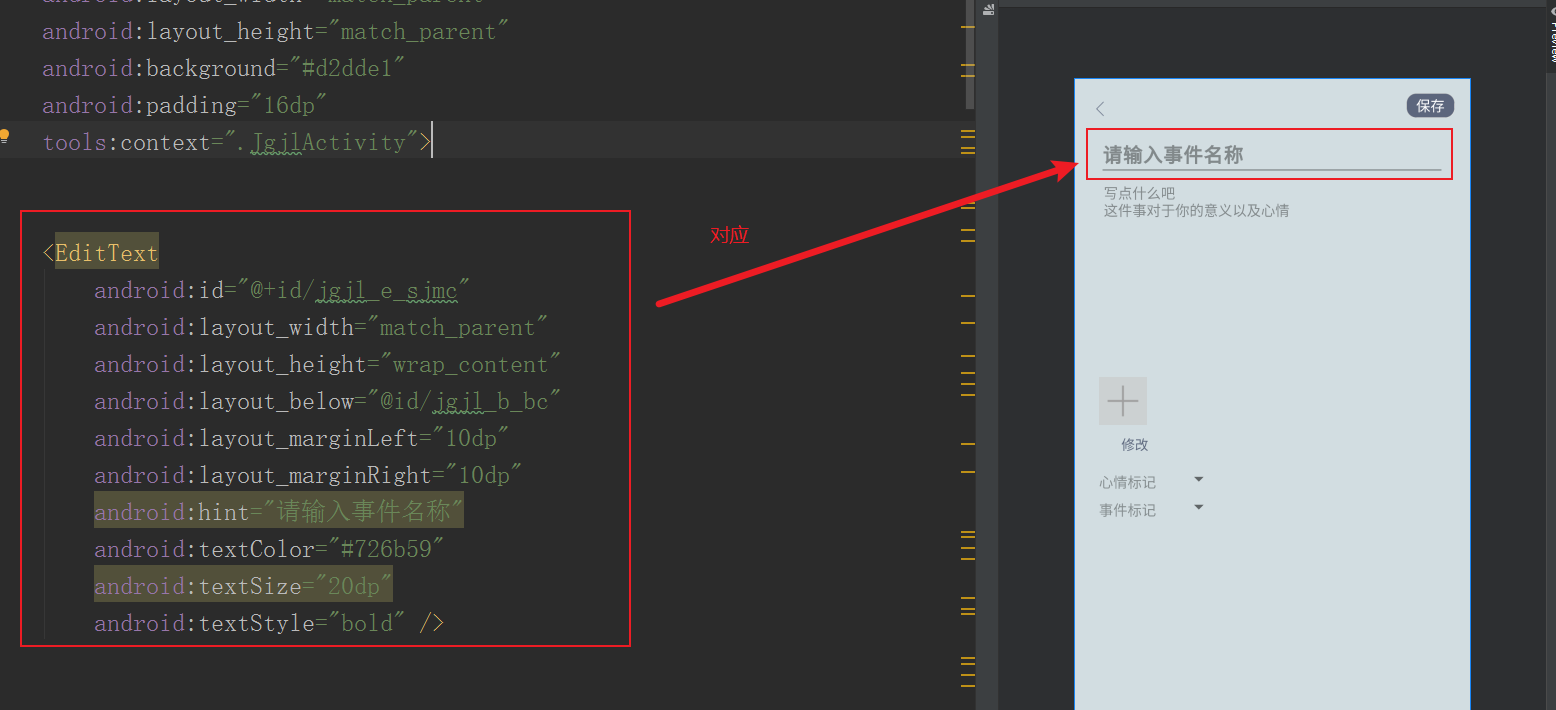 android:layout_width="match_parent"
android:layout_height="match_parent"
android:background="#d2dde1"
android:padding="16dp"
tools:context=".JgjlActivity">
<EditText
android:id="@+id/jgjl_e_sjmc"
android:layout_width="match_parent"
android:layout_height="wrap_content"
android:layout_below="@id/jgjl_b_bc"
android:layout_marginLeft="10dp"
android:layout_marginRight="10dp"
android:hint="请输入事件名称"
android:textColor="#726b59"
android:textSize="20dp"
android:textStyle="bold" />
对应
保存
请输入事件名称
写点什么吧
这件事对于你的意义以及心情
修改
心情标记
事件标记
Preview